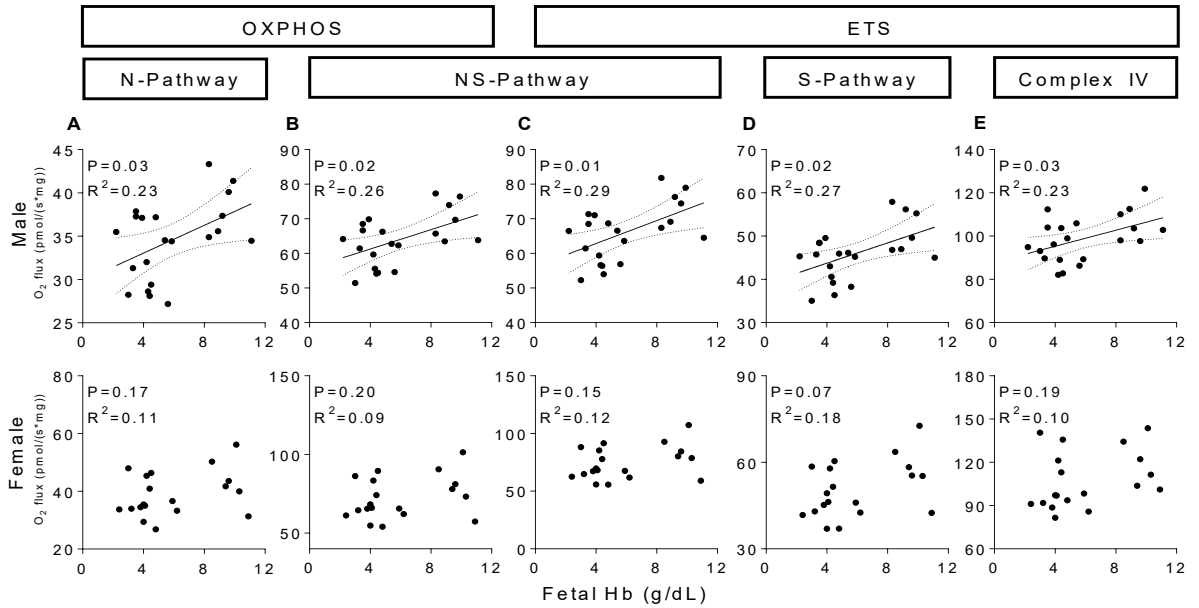 OXPHOS ETS
N-Pathway NS-Pathway S-Pathway Complex IV
A B C D E
Male
O2 flux (pmol/(s*mg))
P=0.03
R²=0.23
45
40
35
30
25
0 4 8 12
P=0.02
R²=0.26
90
80
70
60
50
40
0 4 8 12
P=0.01
R²=0.29
90
80
70
60
50
40
0 4 8 12
P=0.02
R²=0.27
70
60
50
40
30
0 4 8 12
P=0.03
R²=0.23
140
120
100
80
60
0 4 8 12
Female
O2 flux (pmol/(s*mg))
P=0.17
R²=0.11
80
60
40
20
0 4 8 12
P=0.20
R²=0.09
150
100
50
0 4 8 12
P=0.15
R²=0.12
150
100
50
0
0 4 8 12
P=0.07
R²=0.18
90
60
30
0 4 8 12
P=0.19
R²=0.10
150
120
90
60
0 4 8 12
Fetal Hb (g/dL)